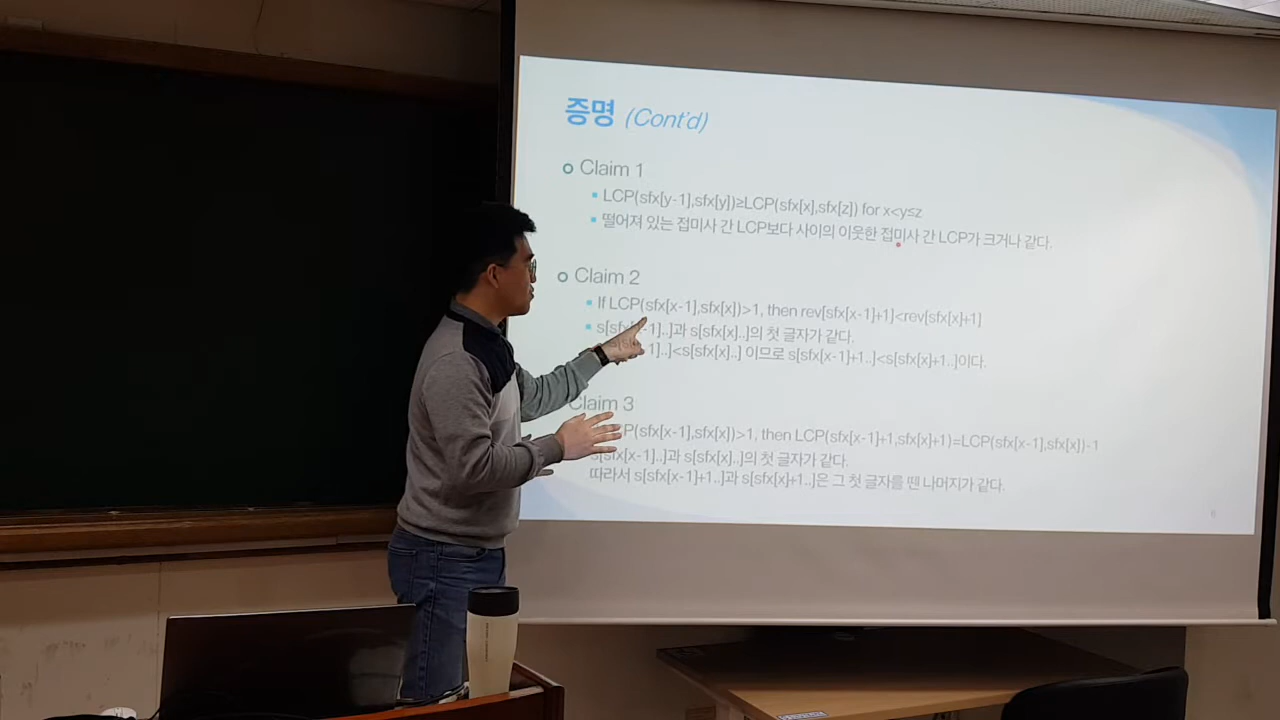 증명 (Cont'd)
Claim 1
LCP(sfx[y-1],sfx[y])≥LCP(sfx[x],sfx[z]) for x<y≤z
떨어져 있는 접미사 간 LCP보다 사이의 이웃한 접미사 간 LCP가 크거나 같다.
Claim 2
If LCP(sfx[x-1],sfx[x])>1, then rev[sfx[x-1]+1]<rev[sfx[x]+1]
s[sfx[x-1]..]과 s[sfx[x]..]의 첫 글자가 같다.
1]..]<s[sfx[x]..] 이므로 s[sfx[x-1]+1..]<s[sfx[x]+1..]이다.
Claim 3
CP(sfx[x-1],sfx[x])>1, then LCP(sfx[x-1]+1,sfx[x]+1)=LCP(sfx[x-1],sfx[x])-1
s[sfx[x-1]..]과 s[sfx[x]..]의 첫 글자가 같다.
따라서 s[sfx[x-1]+1..]과 s[sfx[x]+1..]은 그 첫 글자를 뗀 나머지가 같다.